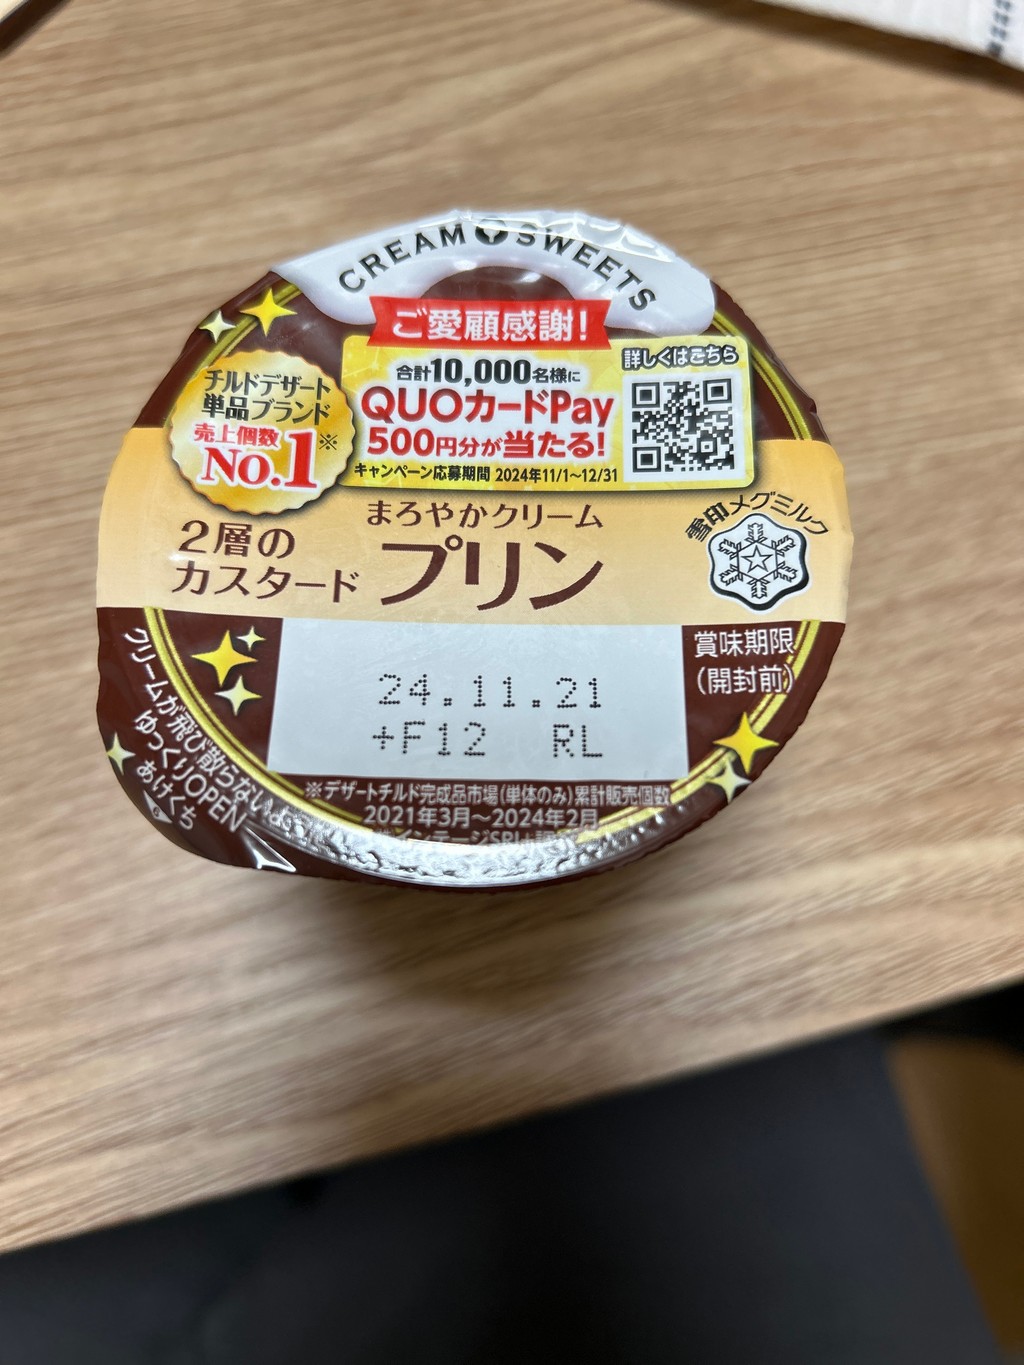 CREAM SWEETS
ご愛顧感謝!
合計10,000名様に
QUOカードPay
500円分が当たる!
キャンペーン応募期間 2024年11/1~12/31
詳しくはこちら
チルドデザート
単品ブランド
売上個数※
No.1
まろやかクリーム
2層の
カスタード
プリン
雪印メグミルク
賞味期限
(開封前)
24.11.21
+F12 RL
クリームが飛び散らないよう
ゆっくりOPEN
あけくち
※デザートチルド完成品市場(単体のみ)累計販売個数
2021年3月~2024年2月
インテージSRI+